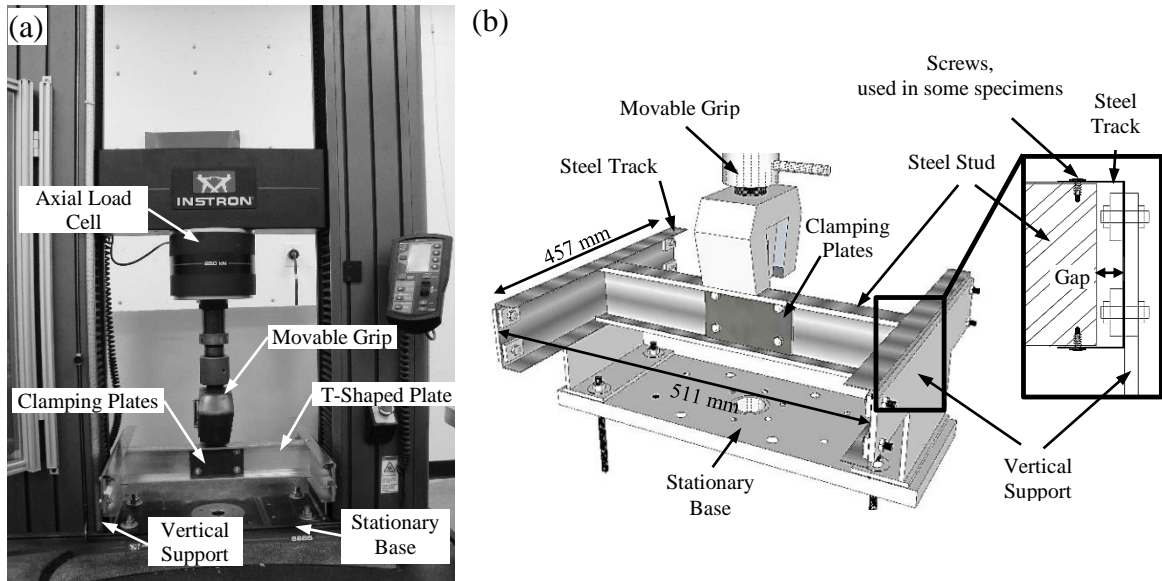 (a)
INSTRON
Axial Load
Cell
250 kN
Movable Grip
Clamping Plates
T-Shaped Plate
Vertical
Support
Stationary
Base
(b)
Screws,
used in some specimens
Steel
Track
Movable Grip
Steel Track
Steel Stud
Clamping
Plates
457 mm
Gap
511 mm
Stationary
Base
Vertical
Support